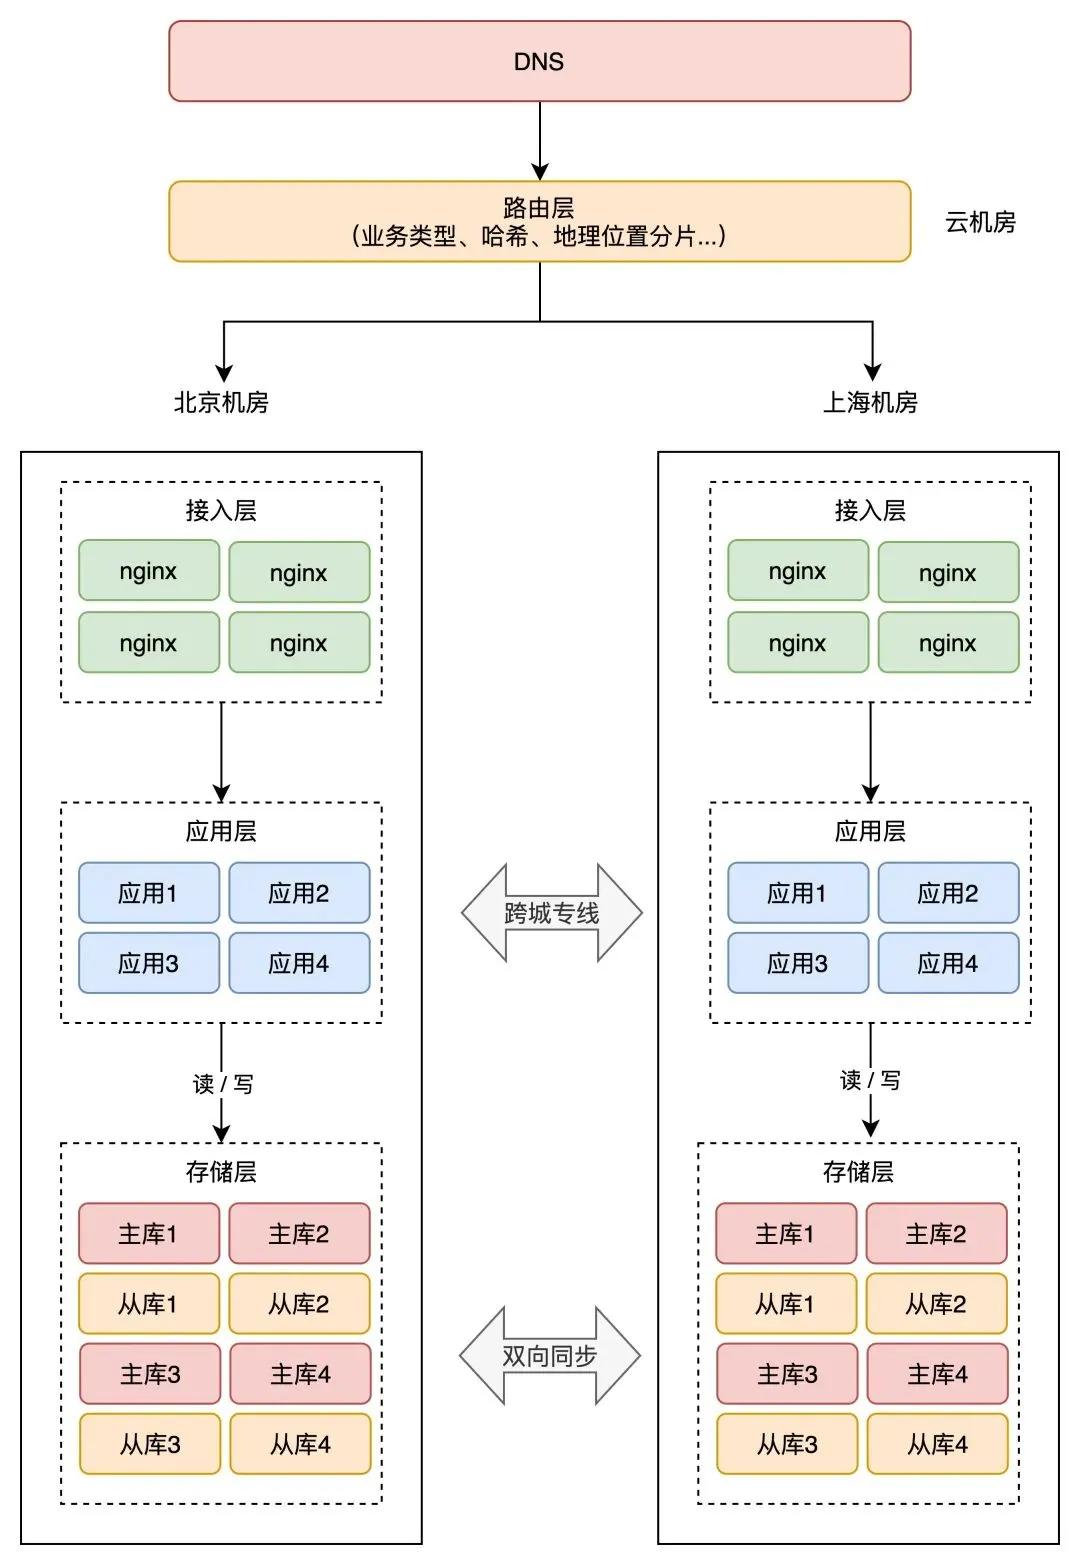 DNS
路由层
（业务类型、哈希、地理位置分片...）
云机房
北京机房
上海机房
接入层
nginx
nginx
nginx
nginx
应用层
应用1
应用2
应用3
应用4
读 / 写
存储层
主库1
主库2
从库1
从库2
主库3
主库4
从库3
从库4
跨城专线
双向同步
接入层
nginx
nginx
nginx
nginx
应用层
应用1
应用2
应用3
应用4
读 / 写
存储层
主库1
主库2
从库1
从库2
主库3
主库4
从库3
从库4